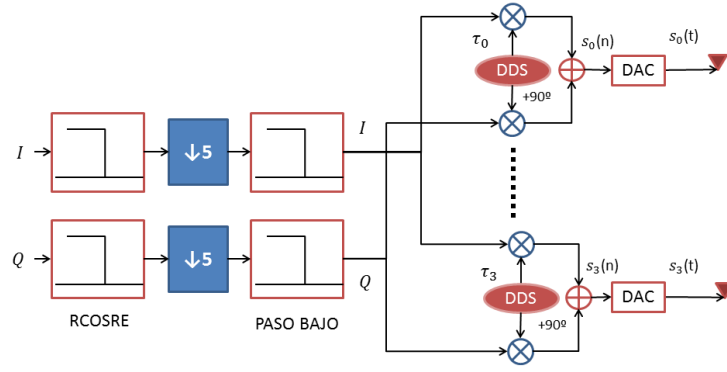 τ₀
s₀(n)
s₀(t)
DDS
DAC
+90º
I
↓5
I
Q
↓5
Q
RCOSRE
PASO BAJO
τ₃
s₃(n)
s₃(t)
DDS
DAC
+90º